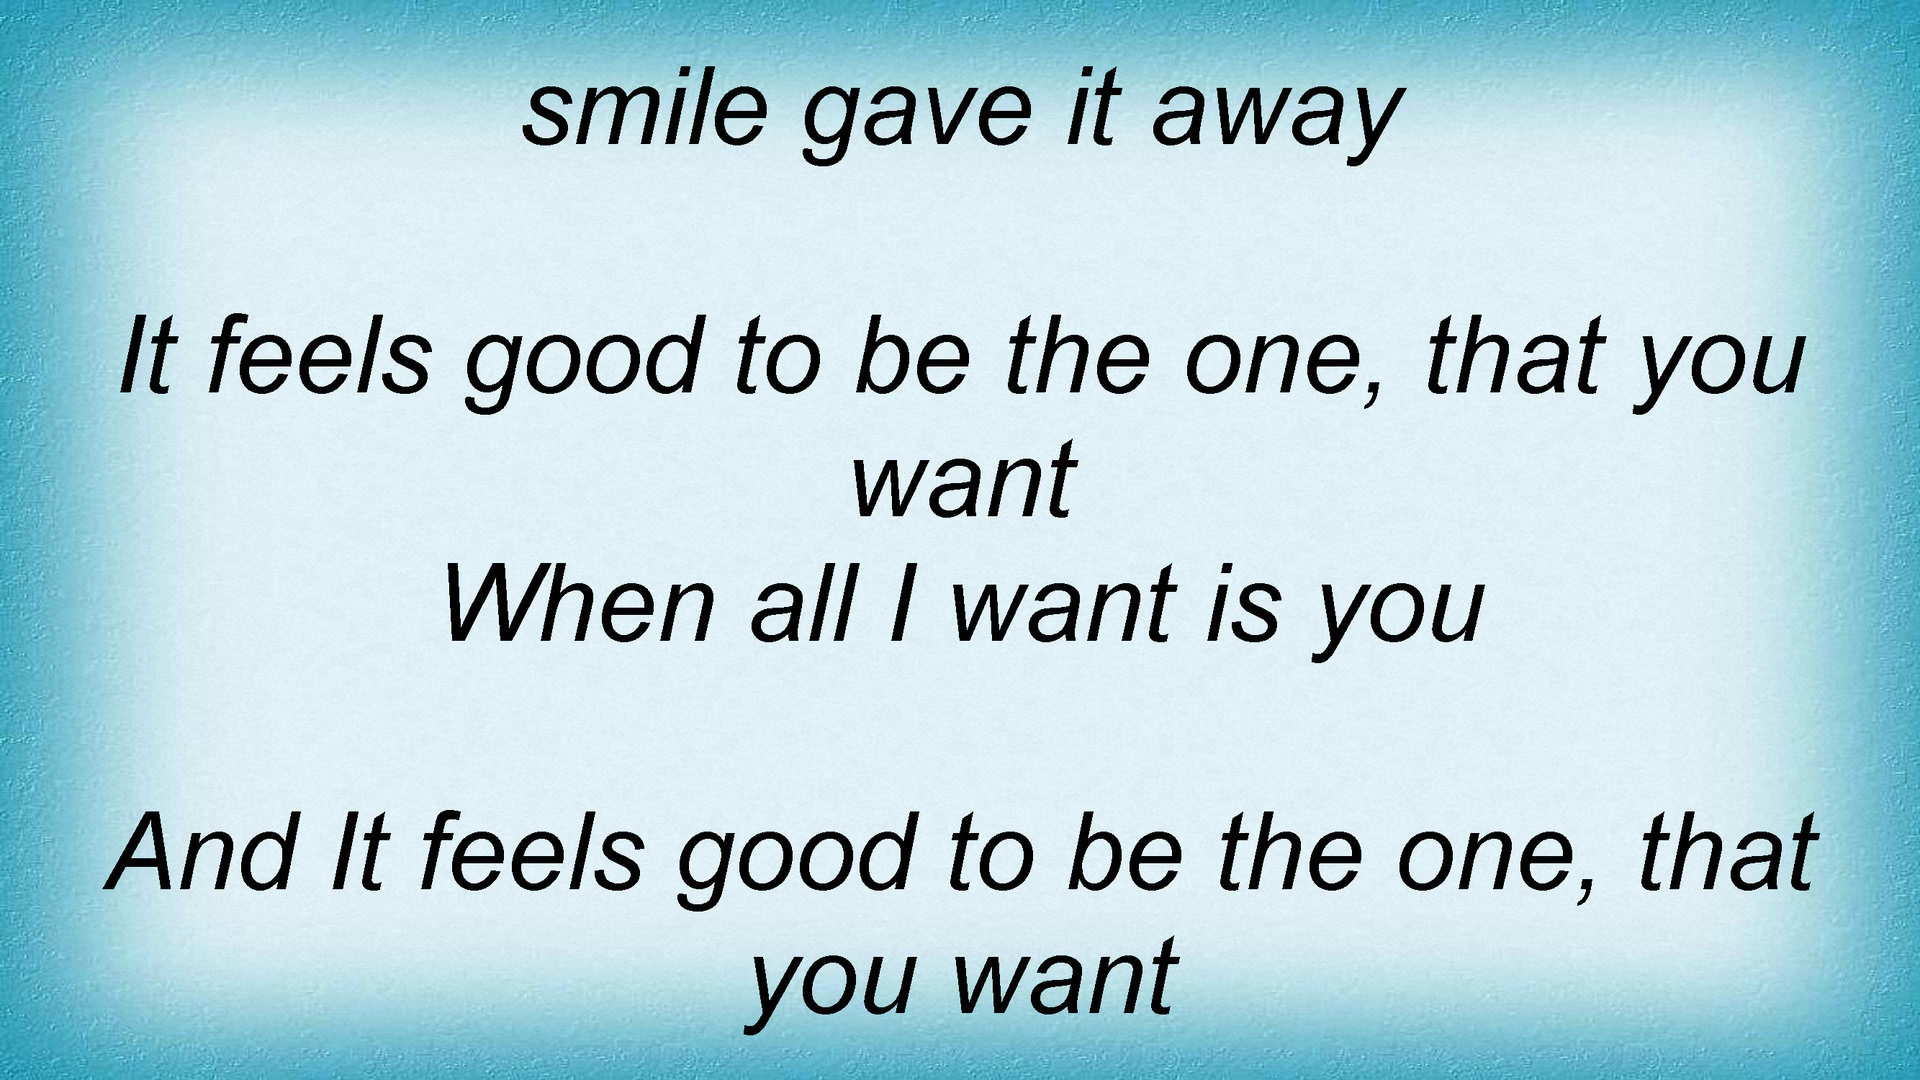 smile gave it away
It feels good to be the one, that you
want
When all I want is you
And It feels good to be the one, that
you want